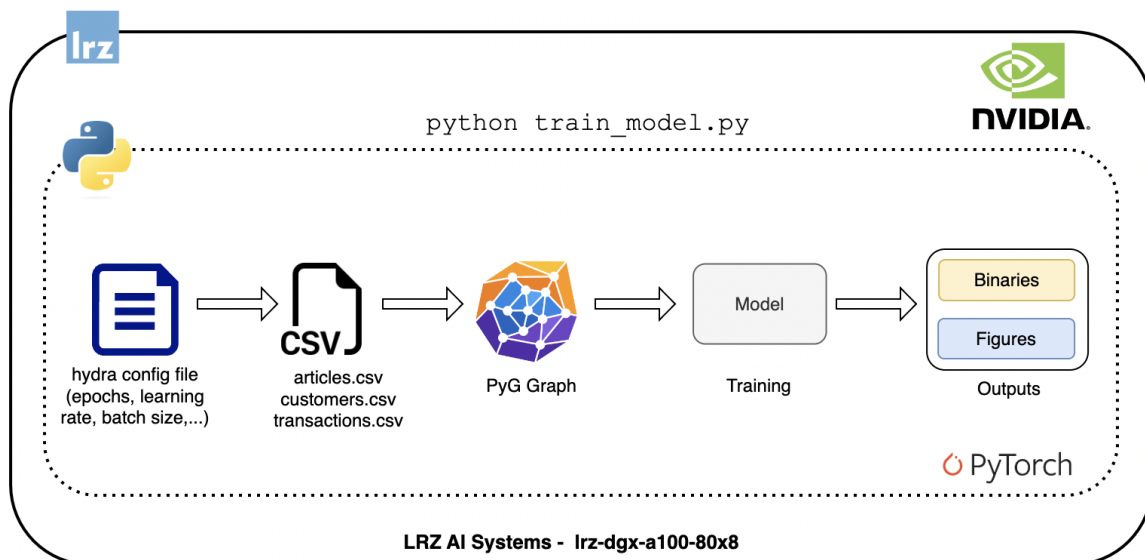 lrz
NVIDIA.
python train_model.py
hydra config file
(epochs, learning
rate, batch size,...)
CSV
articles.csv
customers.csv
transactions.csv
PyG Graph
Model
Training
Binaries
Figures
Outputs
PyTorch
LRZ AI Systems - lrz-dgx-a100-80x8